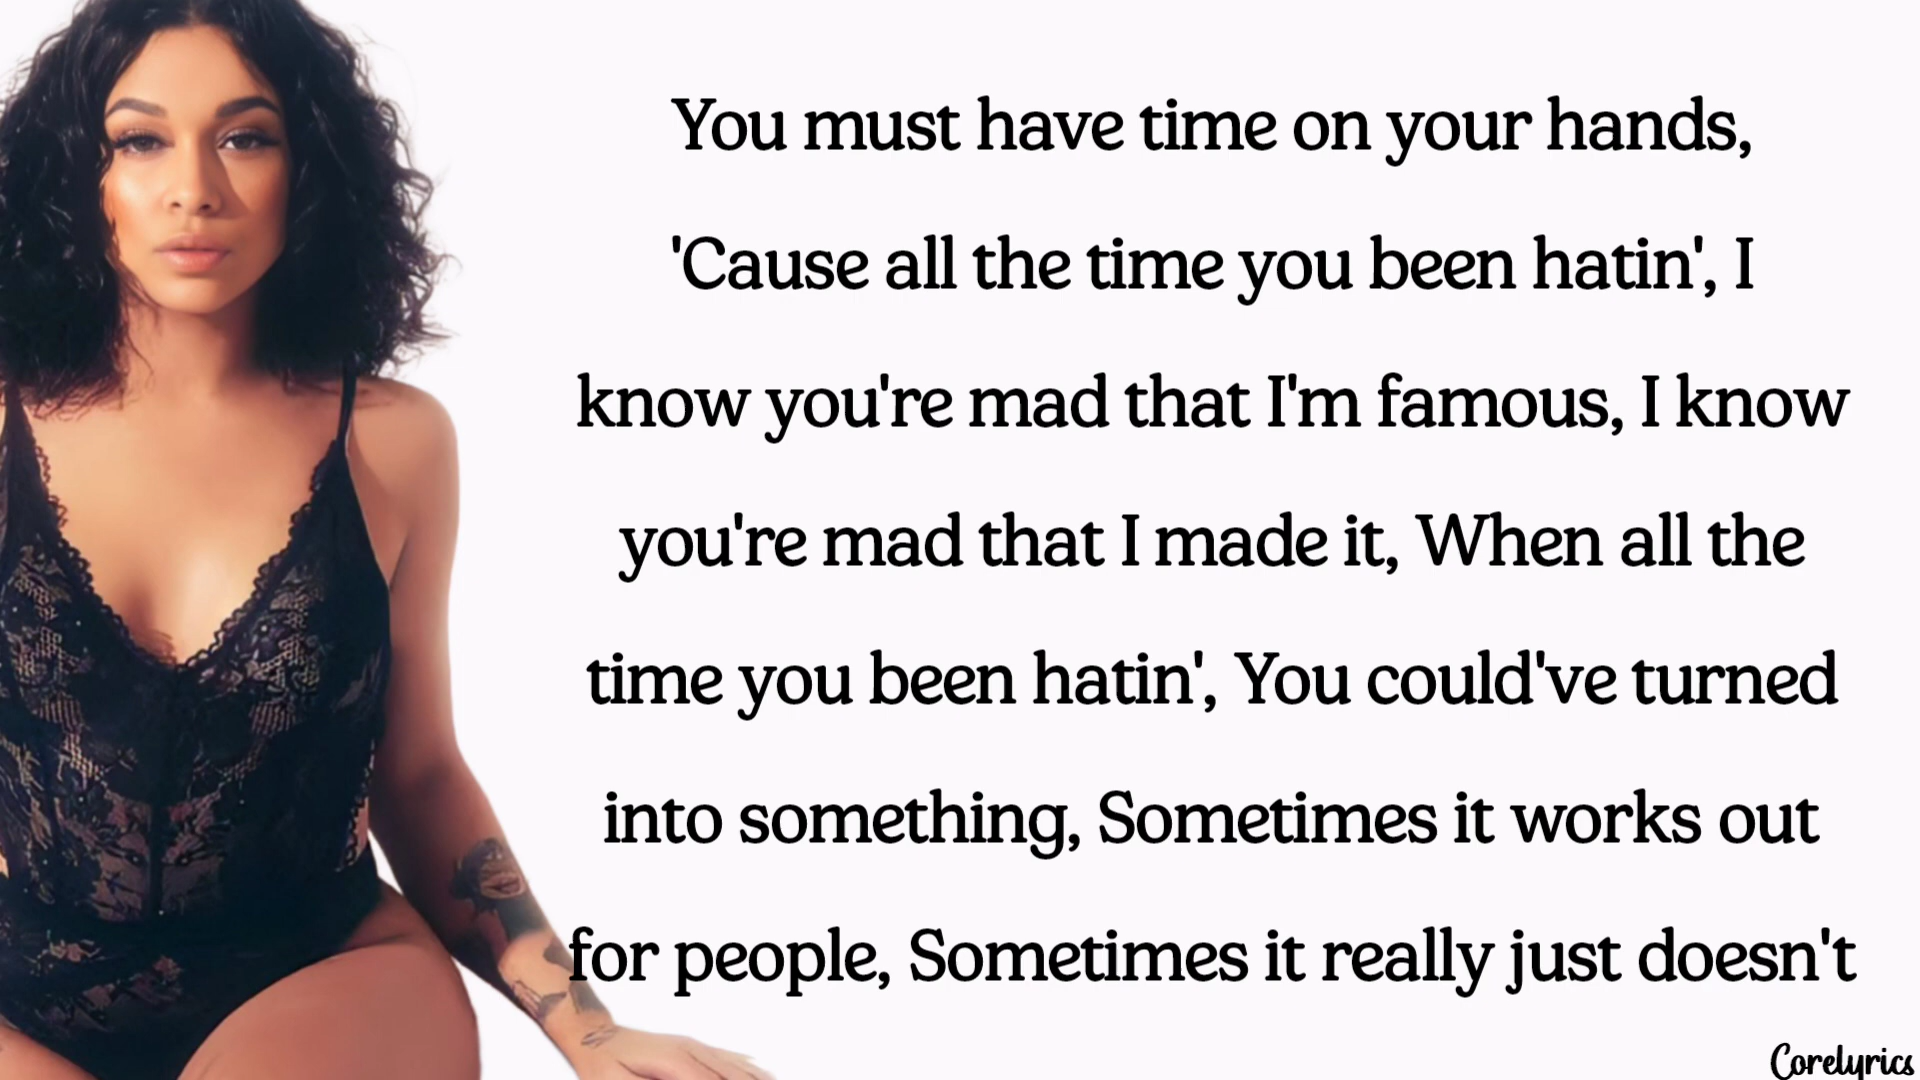 You must have time on your hands,
'Cause all the time you been hatin', I
know you're mad that I'm famous, I know
you're mad that I made it, When all the
time you been hatin', You could've turned
into something, Sometimes it works out
for people, Sometimes it really just doesn't
Corelyrics